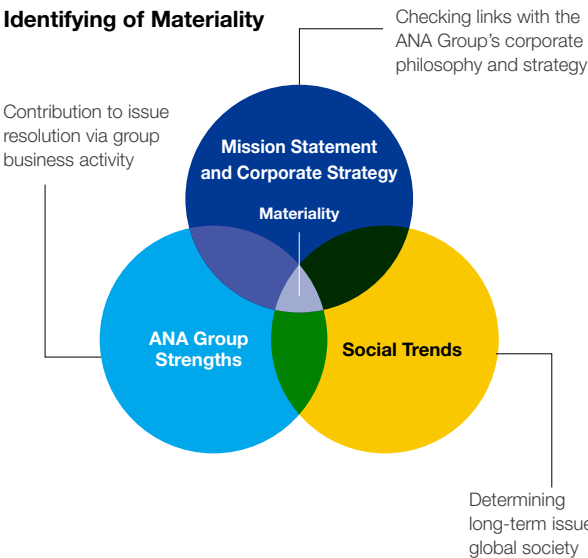 Identifying of Materiality
Checking links with the
ANA Group’s corporate
philosophy and strategy
Contribution to issue
resolution via group
business activity
Mission Statement
and Corporate Strategy
Materiality
ANA Group
Strengths
Social Trends
Determining
long-term issue
global society